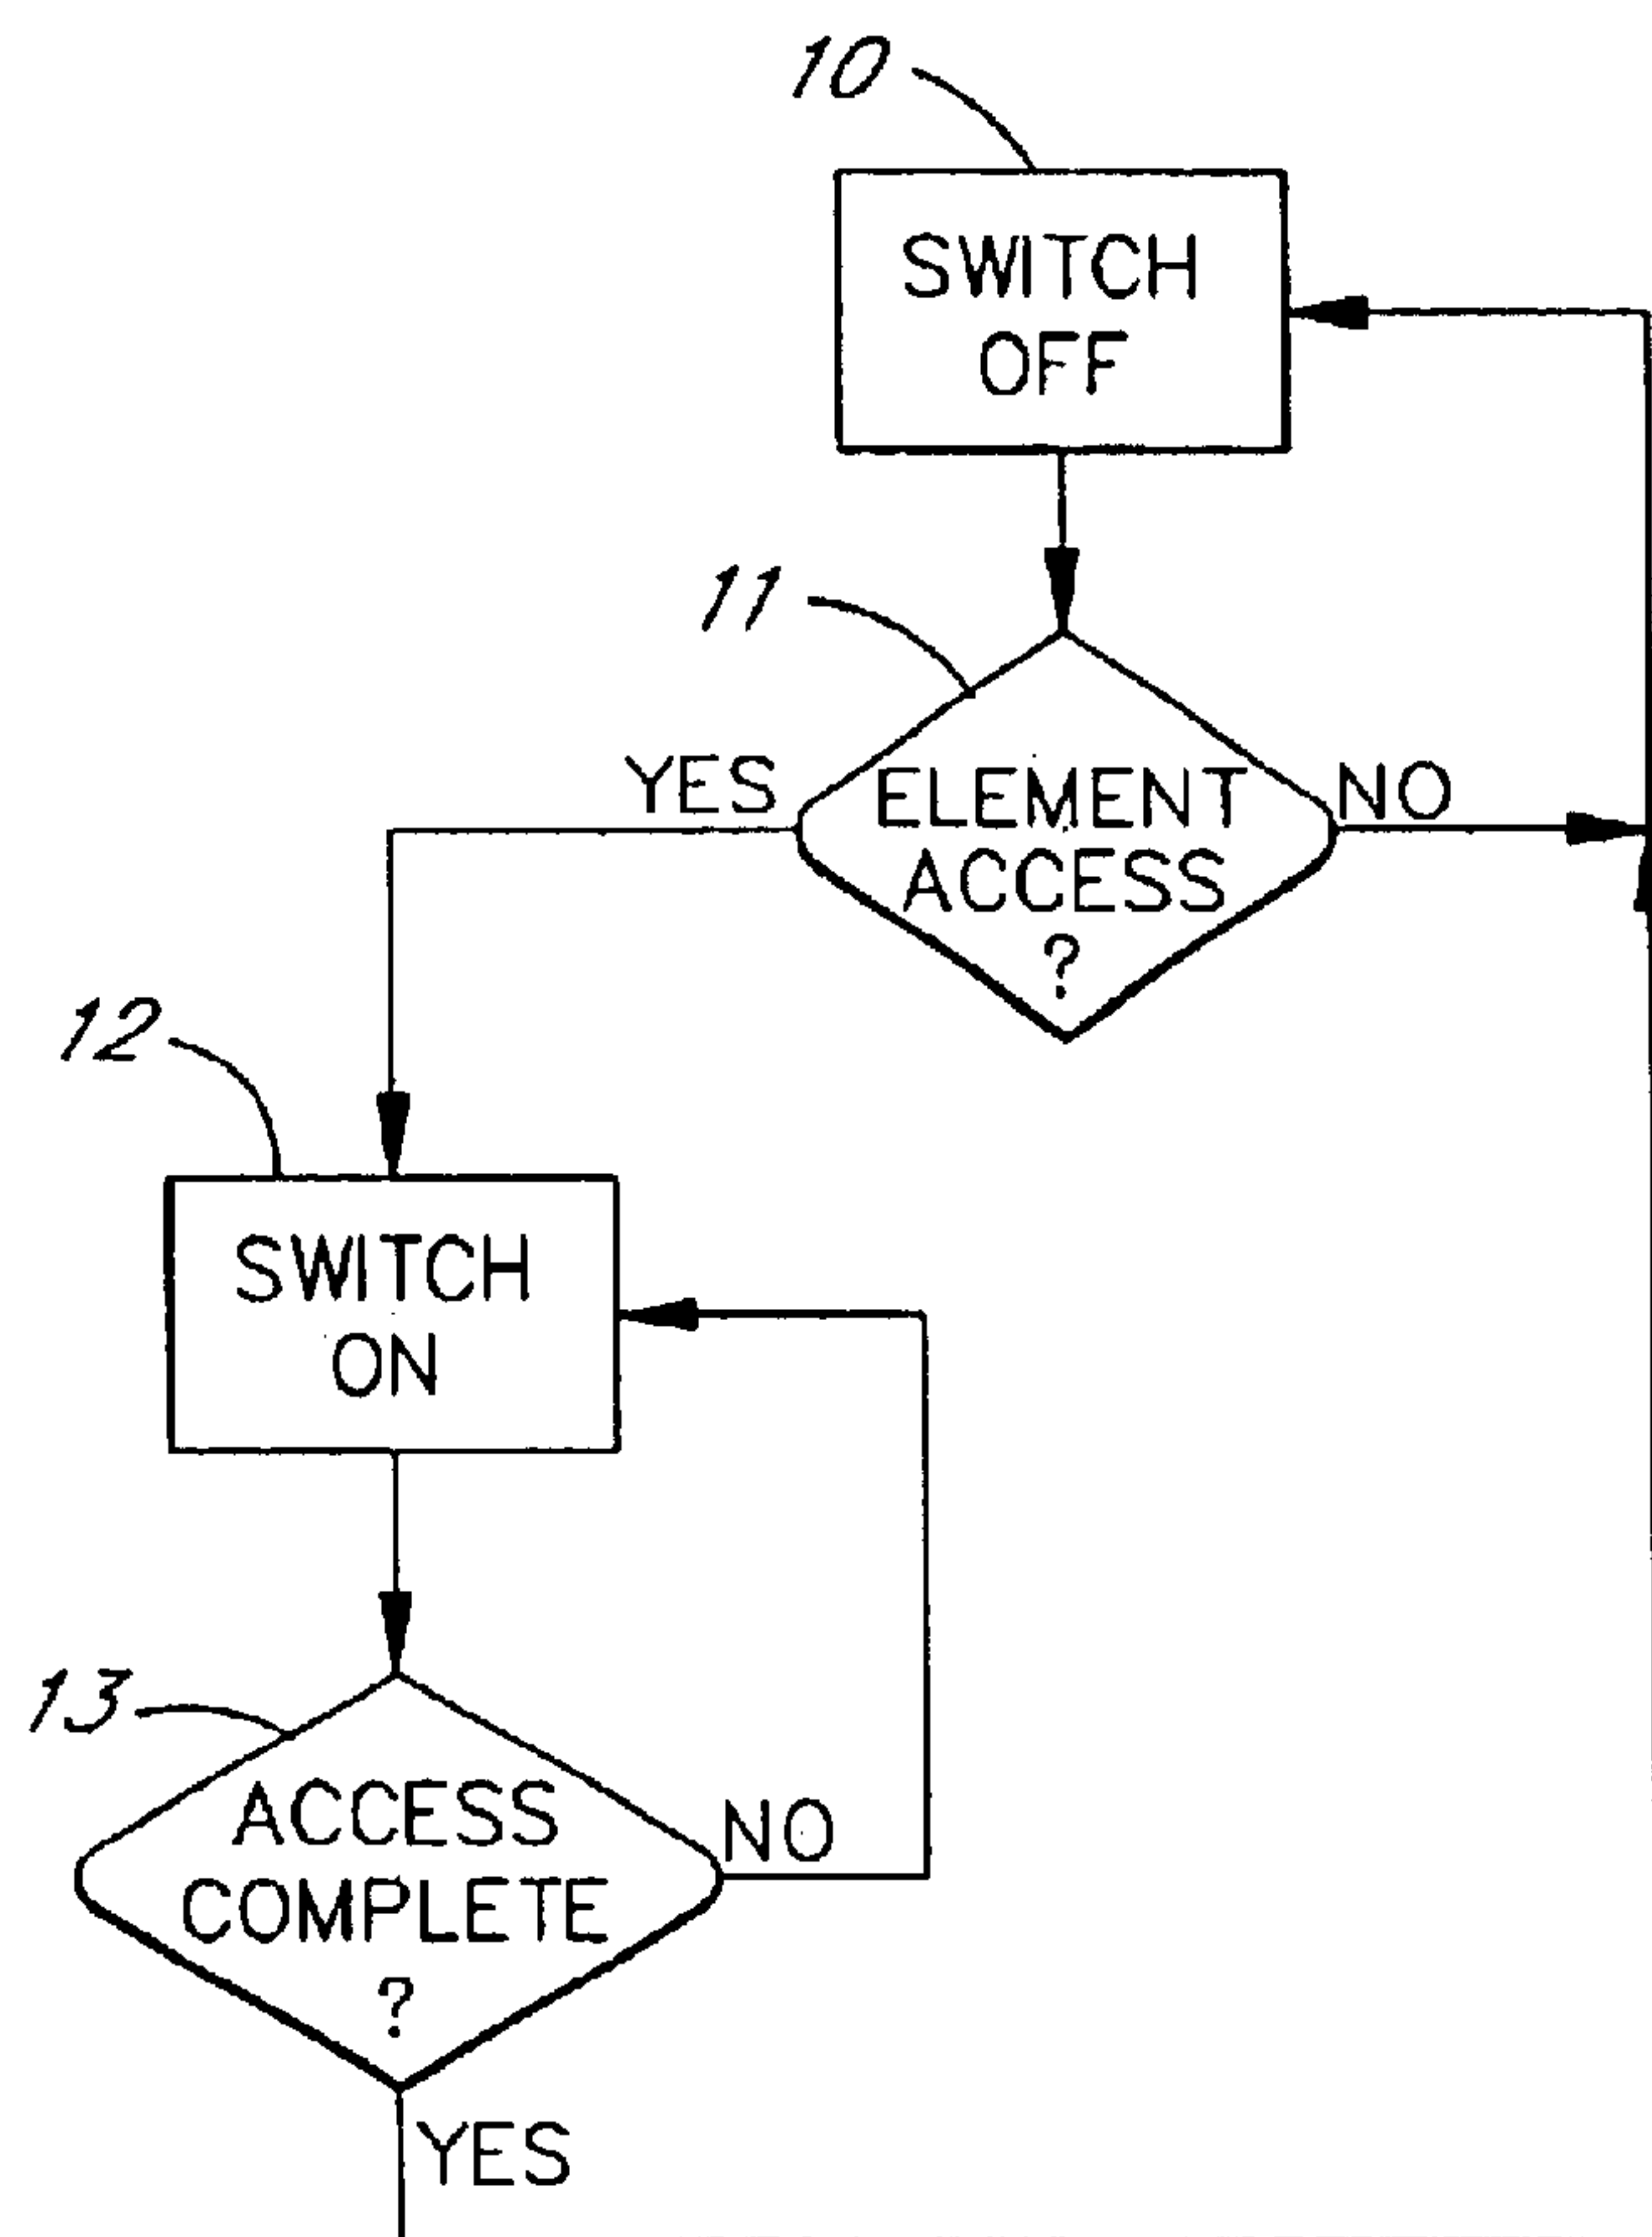 10
SWITCH
OFF
11
YES
ELEMENT
ACCESS
?
NO
12
SWITCH
ON
13
ACCESS
COMPLETE
?
NO
YES